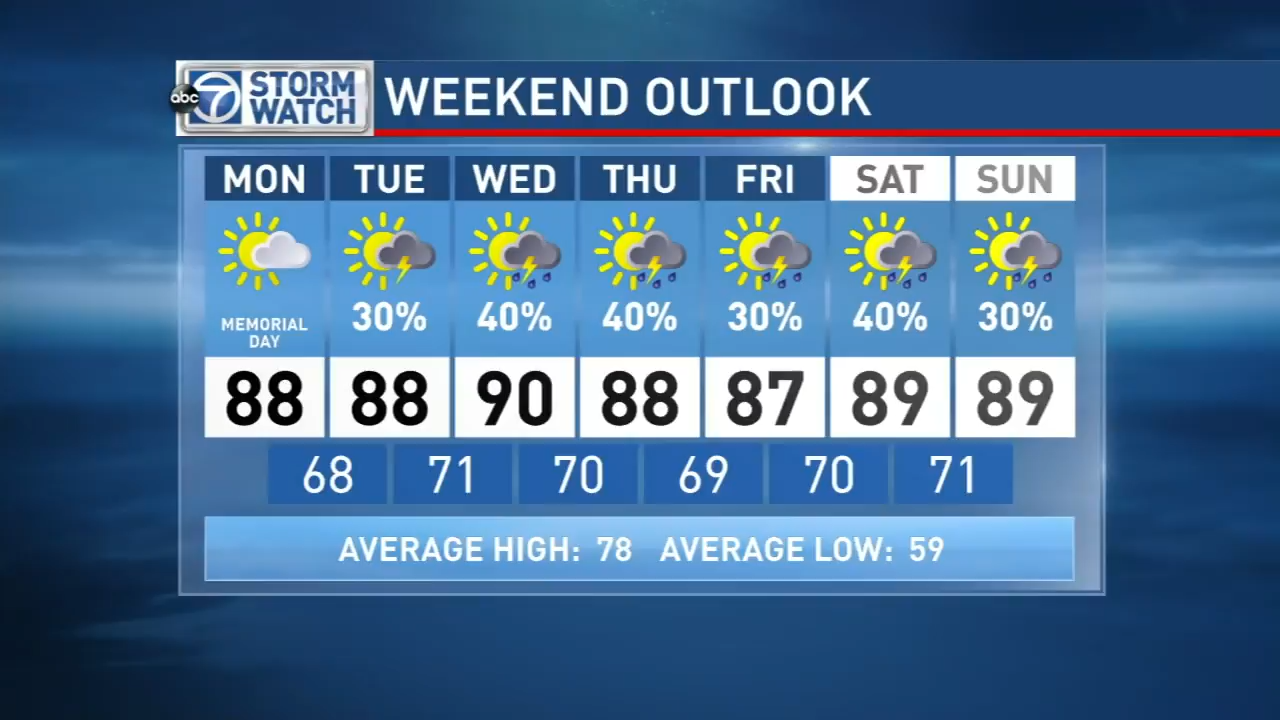 abc 7 STORM
WATCH
WEEKEND OUTLOOK
MON TUE WED THU FRI SAT SUN
30% 40% 40% 30% 40% 30%
MEMORIAL
DAY
88 88 90 88 87 89 89
68 71 70 69 70 71
AVERAGE HIGH: 78 AVERAGE LOW: 59